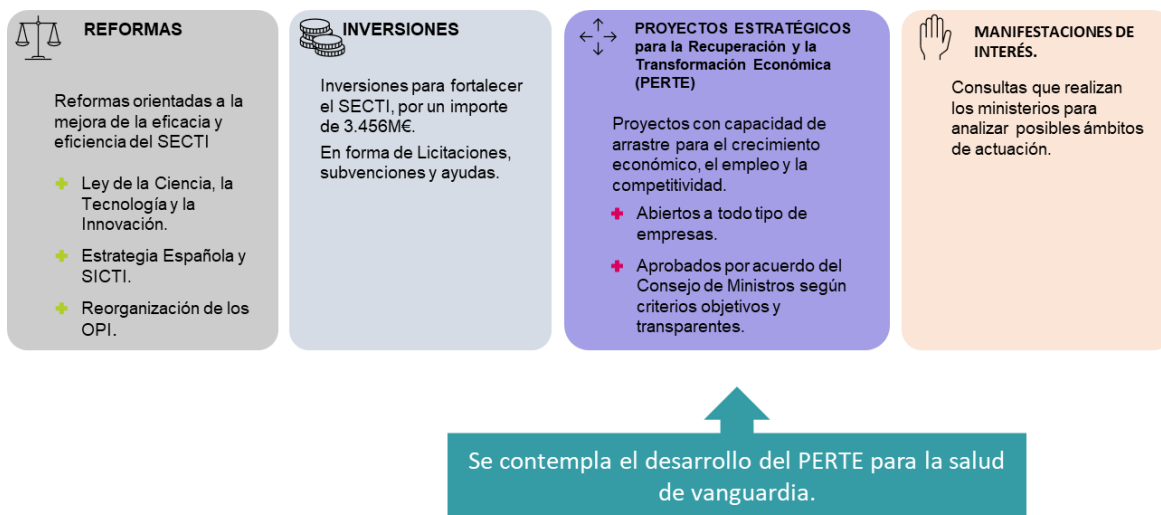 REFORMAS
Reformas orientadas a la
mejora de la eficacia y
eficiencia del SECTI
Ley de la Ciencia, la
Tecnología y la
Innovación.
Estrategia Española y
SICTI.
Reorganización de los
OPI.
INVERSIONES
Inversiones para fortalecer
el SECTI, por un importe
de 3.456M€.
En forma de Licitaciones,
subvenciones y ayudas.
PROYECTOS ESTRATÉGICOS
para la Recuperación y la
Transformación Económica
(PERTE)
Proyectos con capacidad de
arrastre para el crecimiento
económico, el empleo y la
competitividad.
Abiertos a todo tipo de
empresas.
Aprobados por acuerdo del
Consejo de Ministros según
criterios objetivos y
transparentes.
MANIFESTACIONES DE
INTERÉS.
Consultas que realizan
los ministerios para
analizar posibles ámbitos
de actuación.
Se contempla el desarrollo del PERTE para la salud
de vanguardia.